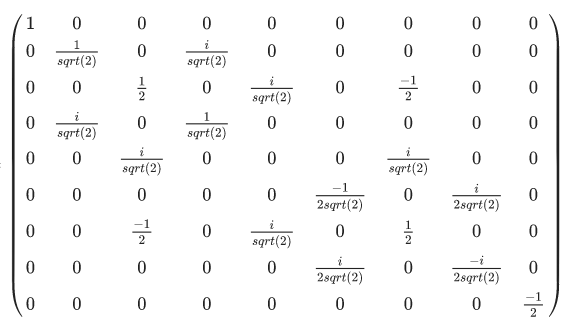 1 0 0 0 0 0 0 0 0
0 1/sqrt(2) 0 i/sqrt(2) 0 0 0 0 0
0 0 1/2 0 i/sqrt(2) 0 -1/2 0 0
0 i/sqrt(2) 0 1/sqrt(2) 0 0 0 0 0
0 0 i/sqrt(2) 0 0 0 i/sqrt(2) 0 0
0 0 0 0 0 -1/2sqrt(2) 0 i/2sqrt(2) 0
0 0 -1/2 0 i/sqrt(2) 0 1/2 0 0
0 0 0 0 0 i/2sqrt(2) 0 -i/2sqrt(2) 0
0 0 0 0 0 0 0 0 -1/2